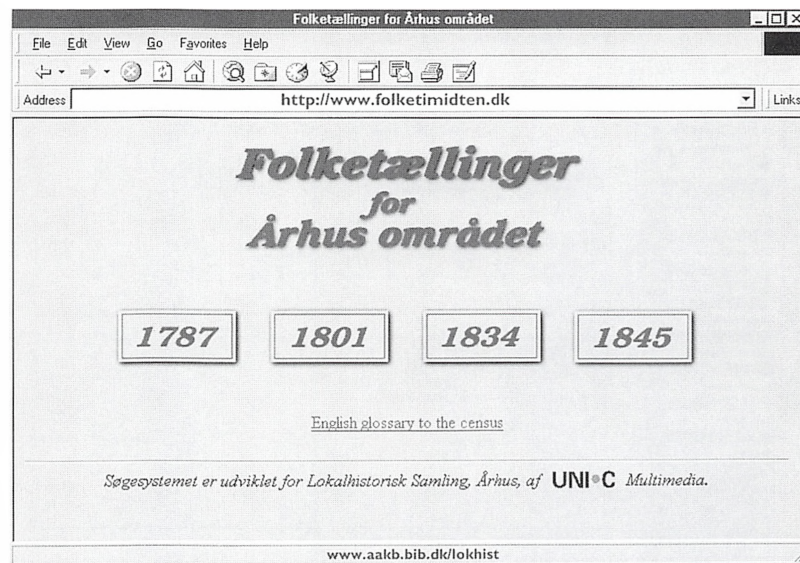 Folketællinger for Århus området
File Edit View Go Favorites Help
Address http://www.folketimidten.dk Links
Folketællinger
for
Århus området
1787 1801 1834 1845
English glossary to the census
Søgesystemet er udviklet for Lokalhistorisk Samling, Århus, af UNI•C Multimedia.
www.aakb.bib.dk/lokhist